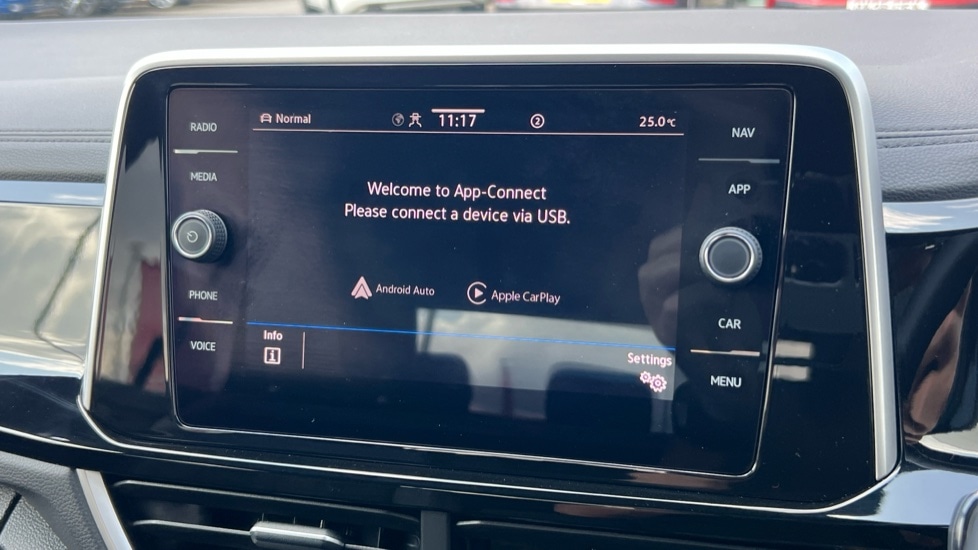 RADIO
MEDIA
PHONE
VOICE
Normal
11:17
2
25.0°C
Welcome to App-Connect
Please connect a device via USB.
Android Auto
Apple CarPlay
Info
Settings
NAV
APP
CAR
MENU